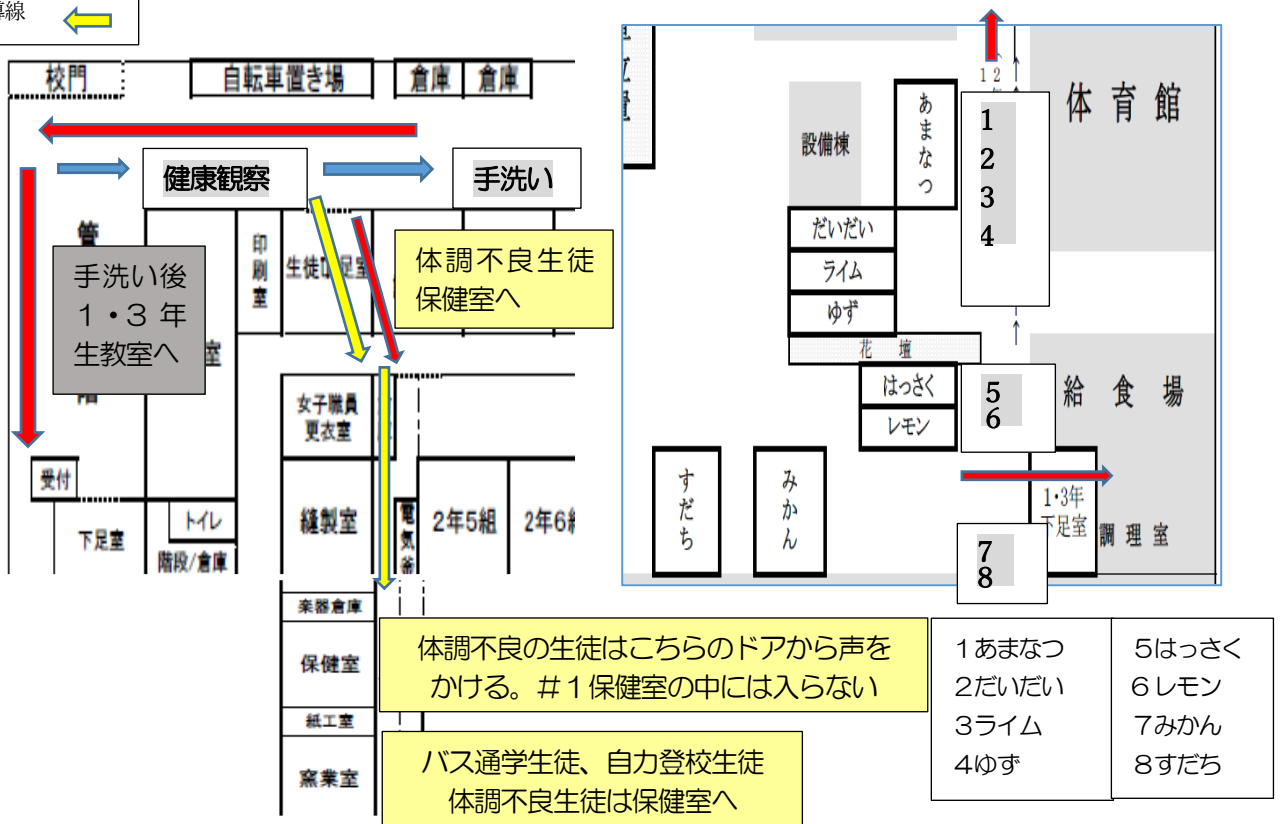 導線
校門
自転車置き場
倉庫
倉庫
健康観察
手洗い
管
印刷室
生徒
足室
体調不良生徒
保健室へ
手洗い後
1・3 年
生教室へ
室
階
女子職員
更衣室
受付
下足室
トイレ
階段/倉庫
縫製室
電気釜
2年5組
2年6組
楽器倉庫
保健室
紙工室
窯業室
体調不良の生徒はこちらのドアから声を
かける。#1保健室の中には入らない
バス通学生徒、自力登校生徒
体調不良生徒は保健室へ
設備棟
あまなつ
だいだい
ライム
ゆず
花壇
はっさく
レモン
すだち
みかん
体育館
給食場
1・3年
下足室
調理室
1
2
3
4
5
6
7
8
1あまなつ
2だいだい
3ライム
4ゆず
5はっさく
6レモン
7みかん
8すだち